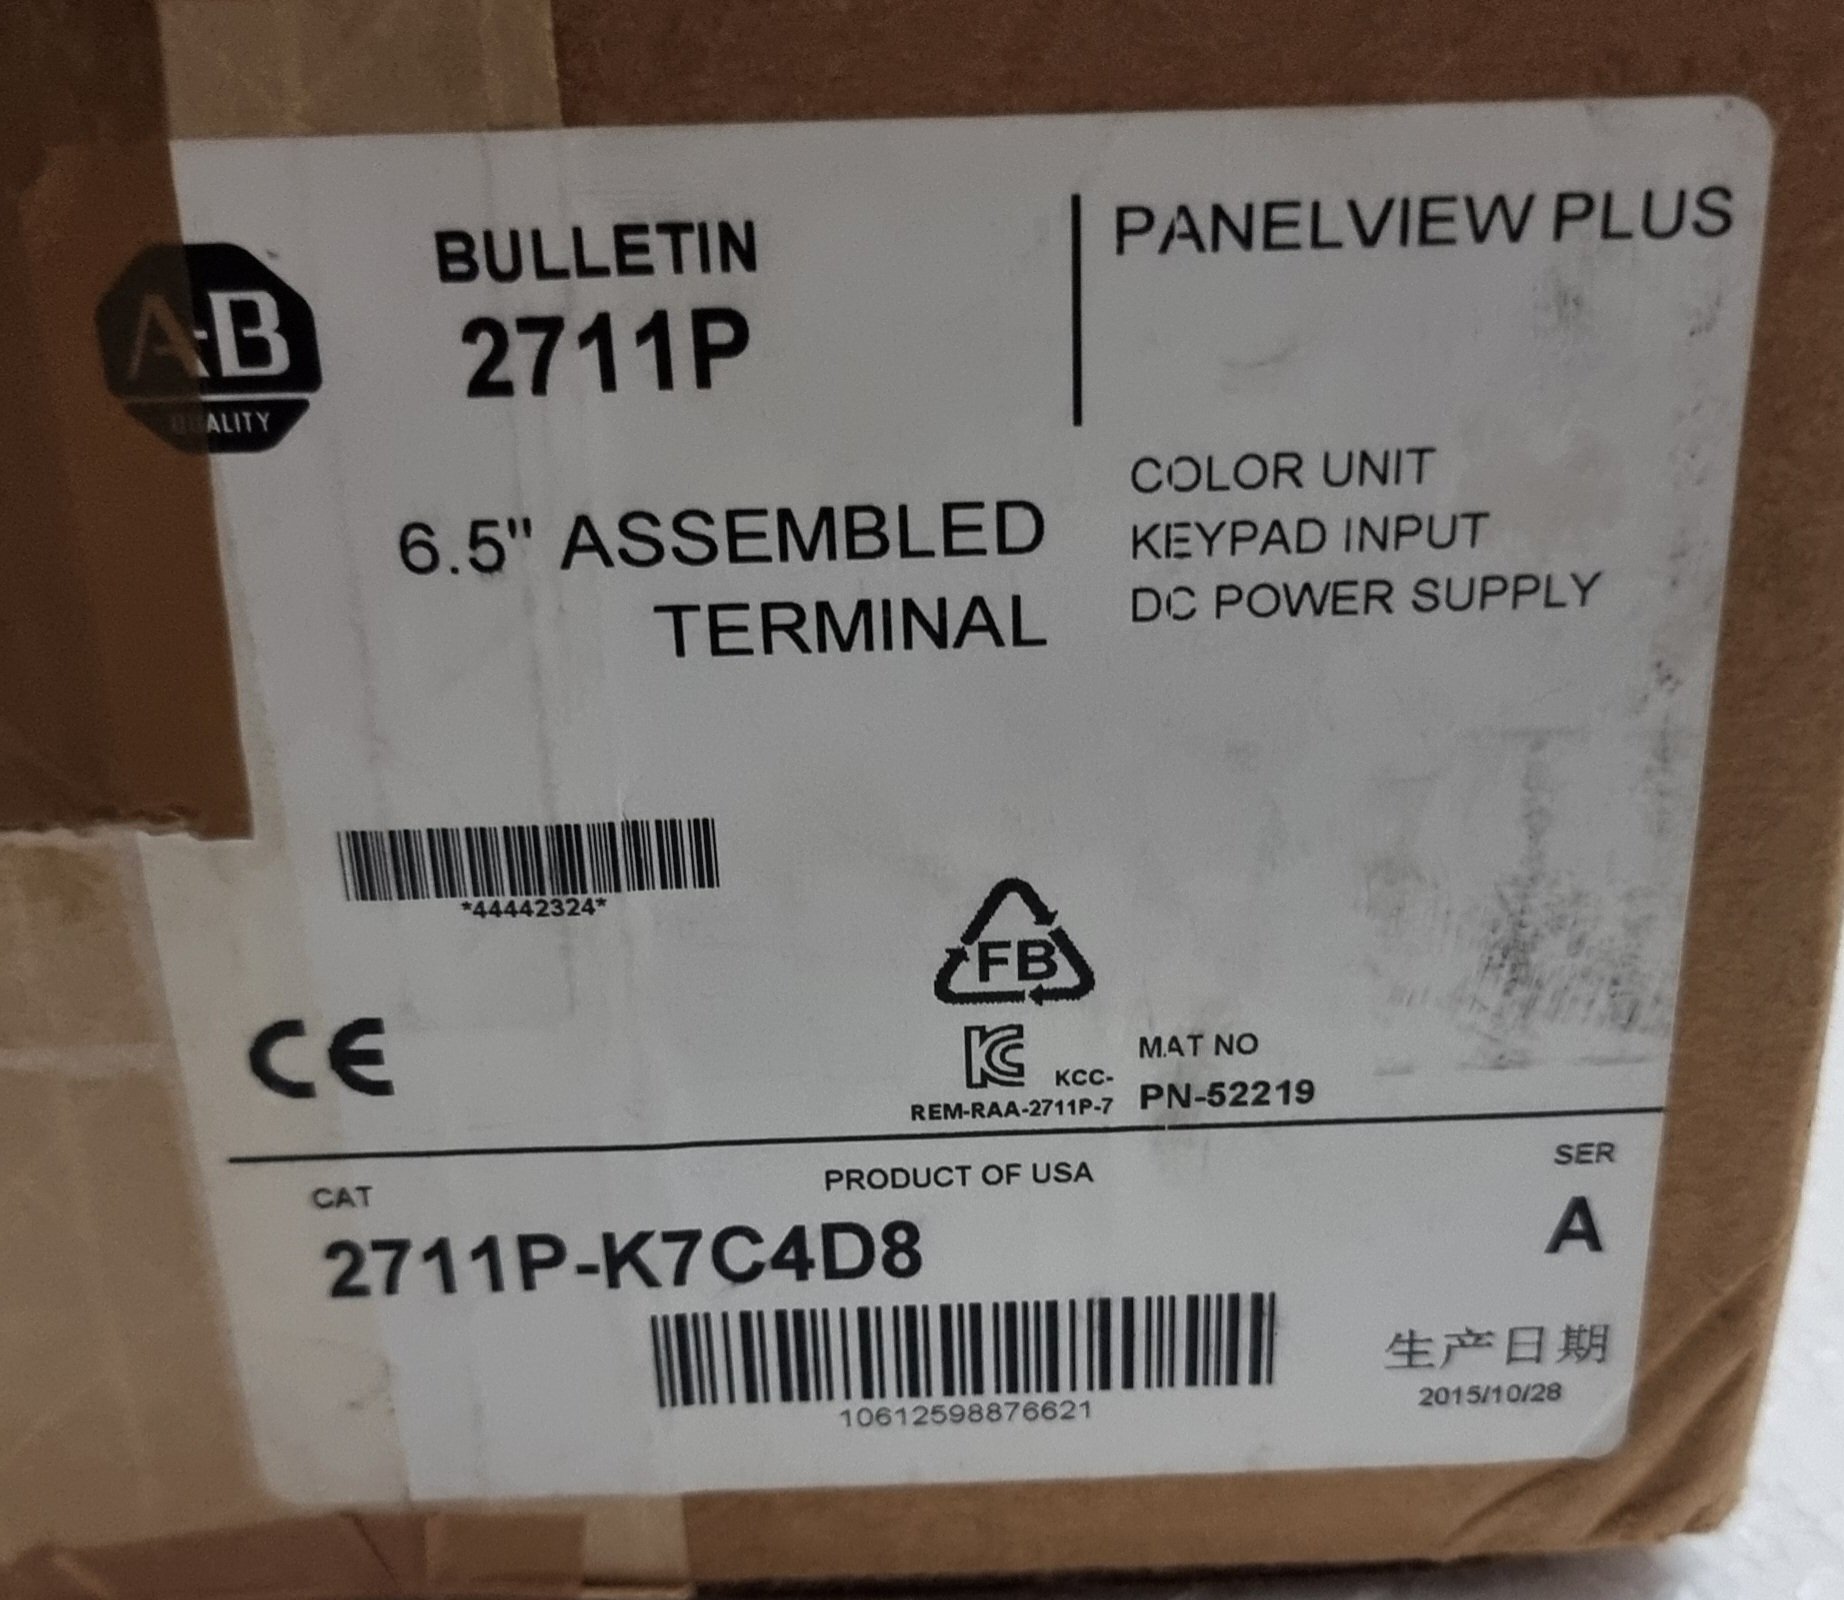 A-B
QUALITY
BULLETIN
2711P
PANELVIEW PLUS
6.5" ASSEMBLED
TERMINAL
COLOR UNIT
KEYPAD INPUT
DC POWER SUPPLY
*44442324*
FB
CE
KC
KCC-
REM-RAA-2711P-7
MAT NO
PN-52219
PRODUCT OF USA
CAT
2711P-K7C4D8
SER
A
10612598876621
生产日期
2015/10/28